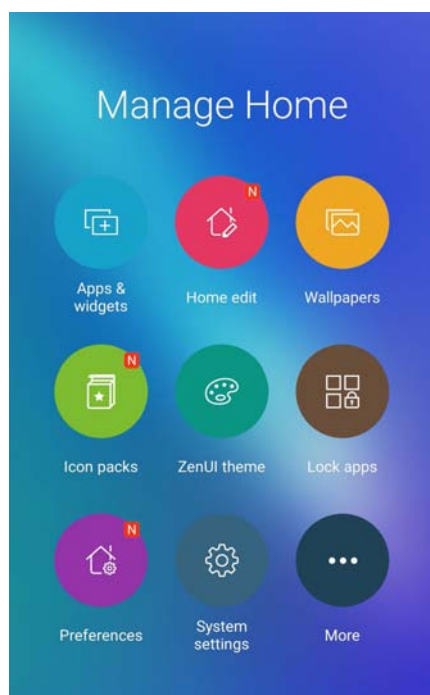 Manage Home
N
Apps &
widgets
Home edit
Wallpapers
N
Icon packs
ZenUI theme
Lock apps
N
Preferences
System
settings
More